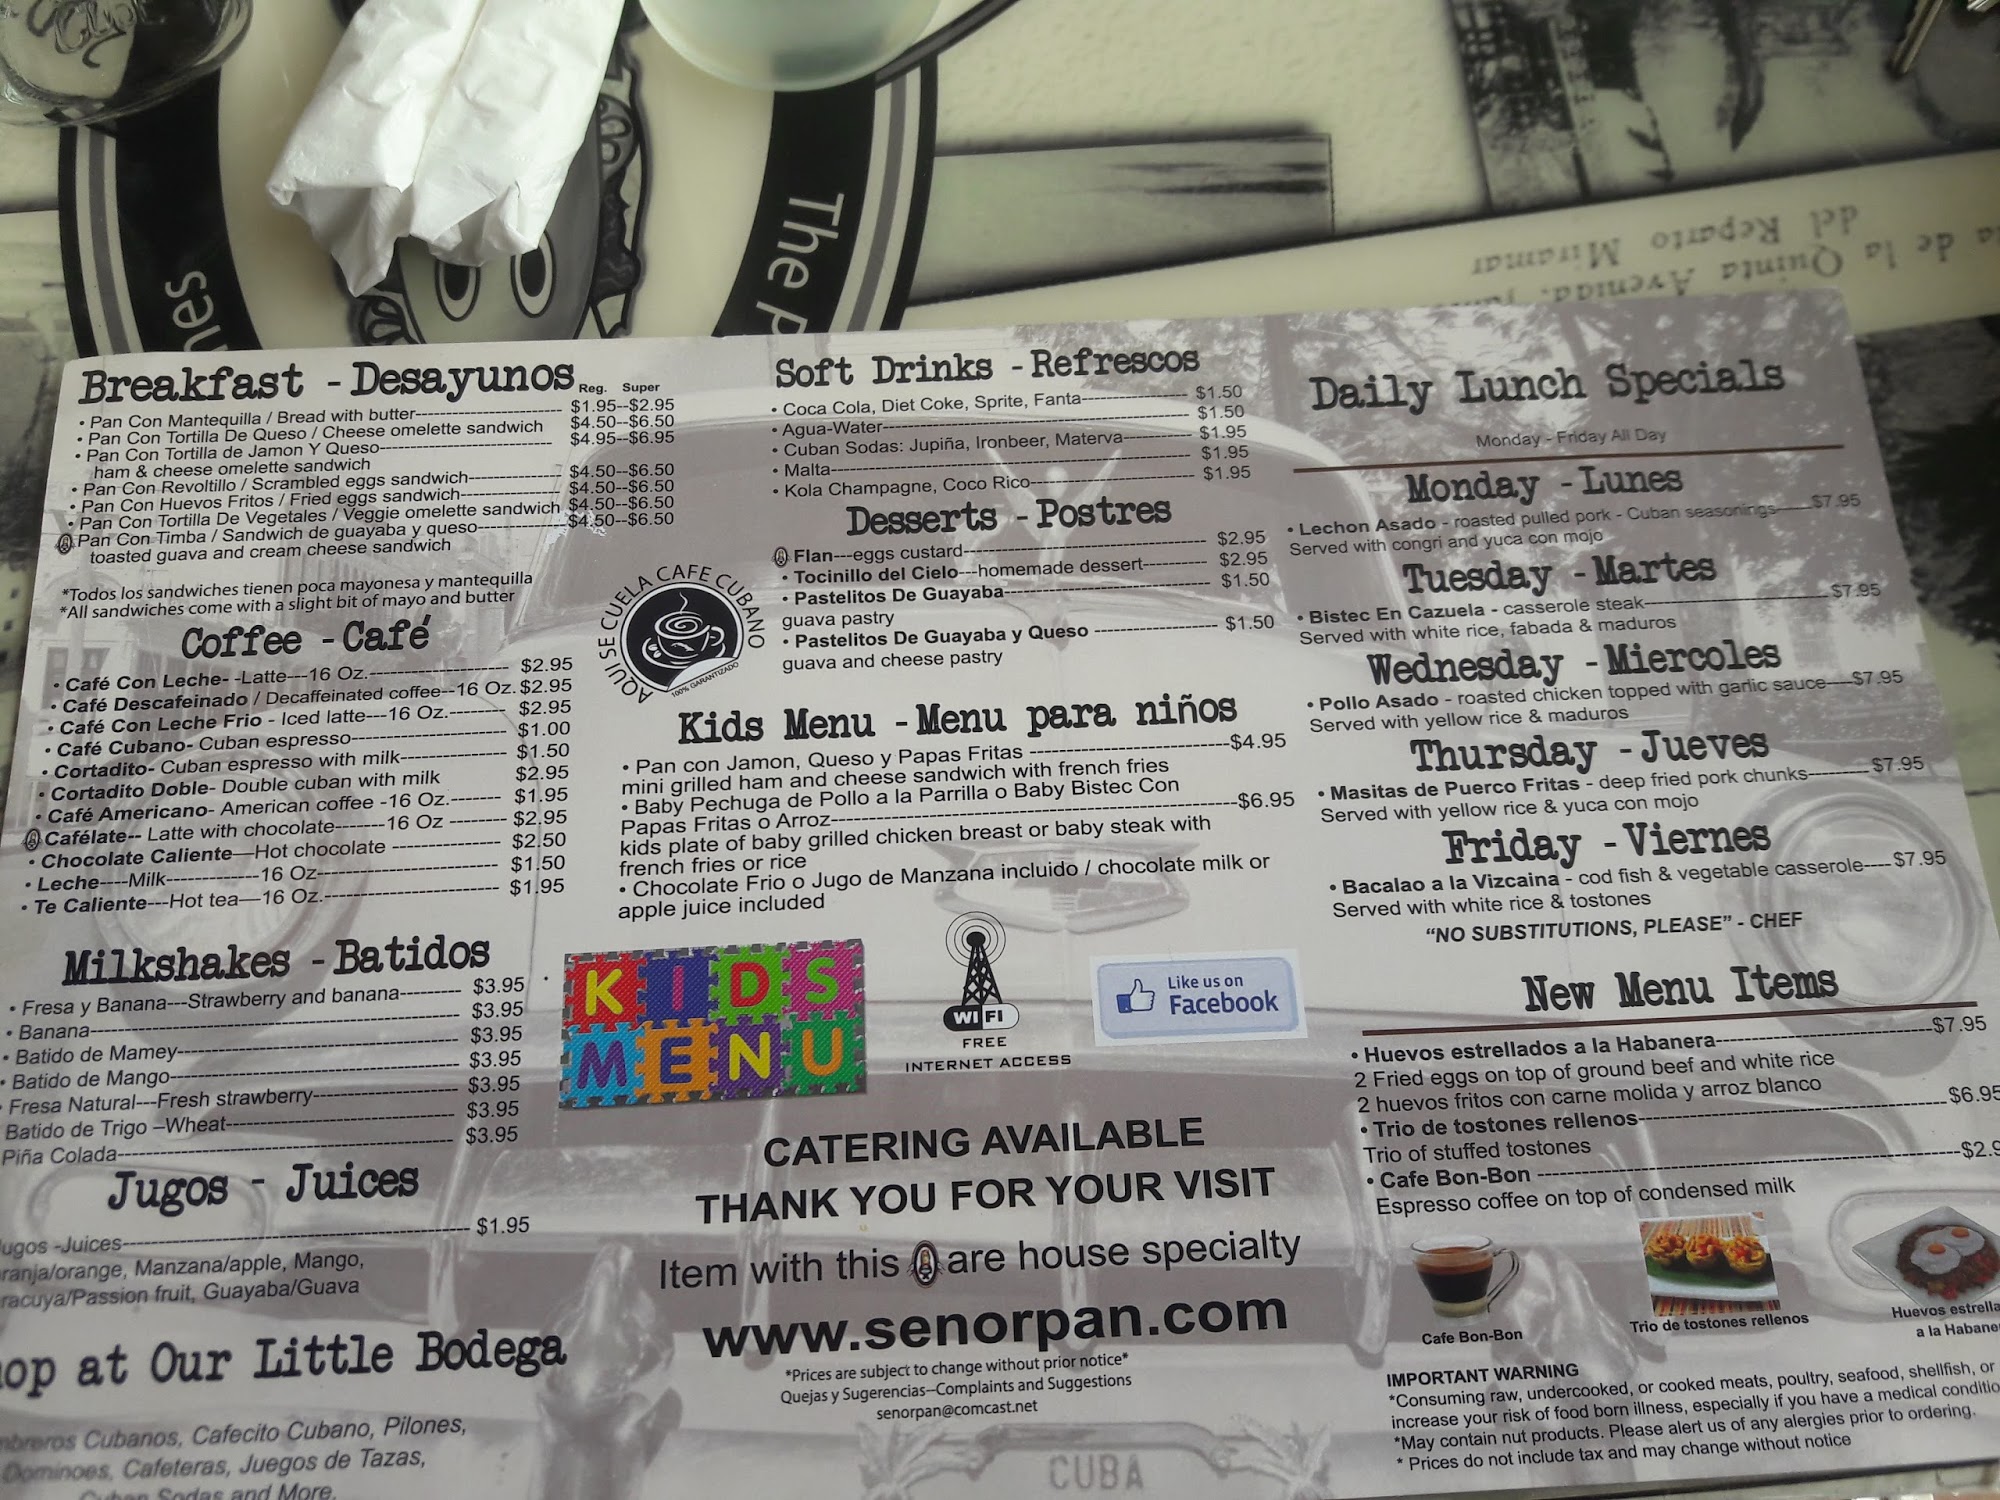 The P
nes
Quinta Avenida,
del Reparto Miramar
Breakfast - Desayunos
Reg. Super
• Pan Con Mantequilla / Bread with butter---- $1.95--$2.95
• Pan Con Tortilla De Queso / Cheese omelette sandwich $4.50--$6.50
• Pan Con Tortilla de Jamon Y Queso---- $4.95--$6.95
ham & cheese omelette sandwich
• Pan Con Revoltillo / Scrambled eggs sandwich---- $4.50--$6.50
• Pan Con Huevos Fritos / Fried eggs sandwich---- $4.50--$6.50
• Pan Con Tortilla De Vegetales / Veggie omelette sandwich $4.50--$6.50
Pan Con Timba / Sandwich de guayaba y queso---- $4.50--$6.50
toasted guava and cream cheese sandwich
*Todos los sandwiches tienen poca mayonesa y mantequilla
*All sandwiches come with a slight bit of mayo and butter
Coffee - Café
• Café Con Leche- -Latte---16 Oz.---- $2.95
• Café Descafeinado / Decaffeinated coffee--16 Oz. $2.95
• Café Con Leche Frio - Iced latte---16 Oz.---- $2.95
• Café Cubano- Cuban espresso---- $1.00
• Cortadito- Cuban espresso with milk---- $1.50
• Cortadito Doble- Double cuban with milk $2.95
• Café Americano- American coffee -16 Oz.---- $1.95
Cafélate-- Latte with chocolate----16 Oz ---- $2.95
• Chocolate Caliente—Hot chocolate ---- $2.50
• Leche----Milk----16 Oz---- $1.50
• Te Caliente---Hot tea—16 Oz.---- $1.95
Milkshakes - Batidos
• Fresa y Banana---Strawberry and banana---- $3.95
• Banana---- $3.95
• Batido de Mamey---- $3.95
• Batido de Mango---- $3.95
Fresa Natural---Fresh strawberry---- $3.95
Batido de Trigo –Wheat---- $3.95
Piña Colada---- $3.95
Jugos - Juices
ugos -Juices---- $1.95
ranja/orange, Manzana/apple, Mango,
racuya/Passion fruit, Guayaba/Guava
op at Our Little Bodega
mbreros Cubanos, Cafecito Cubano, Pilones,
Dominoes, Cafeteras, Juegos de Tazas,
Cuban Sodas and More.
Soft Drinks - Refrescos
• Coca Cola, Diet Coke, Sprite, Fanta---- $1.50
• Agua-Water---- $1.50
• Cuban Sodas: Jupiña, Ironbeer, Materva---- $1.95
• Malta---- $1.95
• Kola Champagne, Coco Rico---- $1.95
Desserts - Postres
Flan---eggs custard---- $2.95
• Tocinillo del Cielo---homemade dessert---- $2.95
• Pastelitos De Guayaba---- $1.50
guava pastry
• Pastelitos De Guayaba y Queso ---- $1.50
guava and cheese pastry
AQUI SE CUELA CAFE CUBANO
100% GARANTIZADO
Kids Menu - Menu para niños
• Pan con Jamon, Queso y Papas Fritas ----$4.95
mini grilled ham and cheese sandwich with french fries
• Baby Pechuga de Pollo a la Parrilla o Baby Bistec Con
Papas Fritas o Arroz----$6.95
kids plate of baby grilled chicken breast or baby steak with
french fries or rice
• Chocolate Frio o Jugo de Manzana incluido / chocolate milk or
apple juice included
KIDS
MENU
WI FI
FREE
INTERNET ACCESS
Like us on
Facebook
CATERING AVAILABLE
THANK YOU FOR YOUR VISIT
Item with this are house specialty
www.senorpan.com
*Prices are subject to change without prior notice*
Quejas y Sugerencias--Complaints and Suggestions
senorpan@comcast.net
CUBA
Daily Lunch Specials
Monday - Friday All Day
Monday - Lunes
• Lechon Asado - roasted pulled pork - Cuban seasonings----$7.95
Served with congri and yuca con mojo
Tuesday - Martes
• Bistec En Cazuela - casserole steak----$7.95
Served with white rice, fabada & maduros
Wednesday - Miercoles
• Pollo Asado - roasted chicken topped with garlic sauce----$7.95
Served with yellow rice & maduros
Thursday - Jueves
• Masitas de Puerco Fritas - deep fried pork chunks---- $7.95
Served with yellow rice & yuca con mojo
Friday - Viernes
• Bacalao a la Vizcaina - cod fish & vegetable casserole----$7.95
Served with white rice & tostones
“NO SUBSTITUTIONS, PLEASE” - CHEF
New Menu Items
• Huevos estrellados a la Habanera----$7.95
2 Fried eggs on top of ground beef and white rice
2 huevos fritos con carne molida y arroz blanco
• Trio de tostones rellenos----$6.95
Trio of stuffed tostones
• Cafe Bon-Bon ----$2.9
Espresso coffee on top of condensed milk
Cafe Bon-Bon
Trio de tostones rellenos
Huevos estrella
a la Habane
IMPORTANT WARNING
*Consuming raw, undercooked, or cooked meats, poultry, seafood, shellfish, or
increase your risk of food born illness, especially if you have a medical conditio
*May contain nut products. Please alert us of any alergies prior to ordering.
* Prices do not include tax and may change without notice